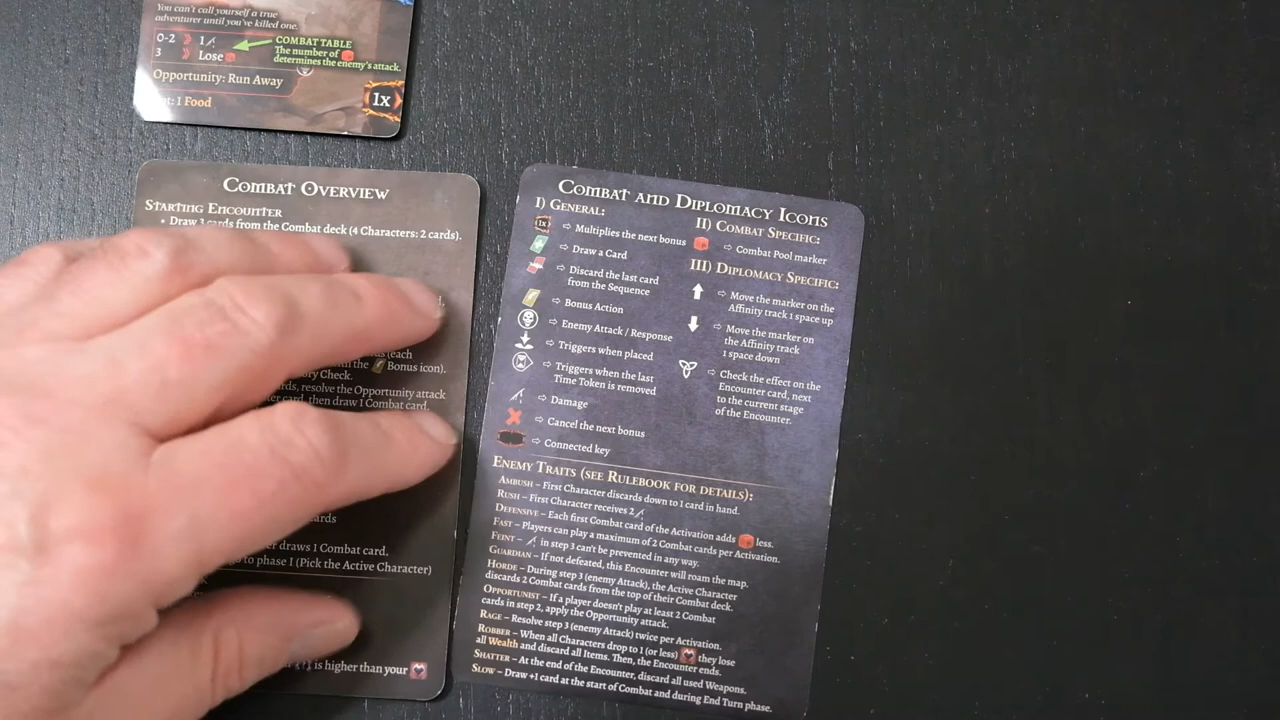 You can't call yourself a true
adventurer until you've killed one.
0-2 1
3 Lose
COMBAT TABLE
The number of
determines the enemy's attack.
Opportunity: Run Away
1 Food
1x
COMBAT OVERVIEW
STARTING ENCOUNTER
• Draw 3 cards from the Combat deck (4 Characters: 2 cards).
(each
the Bonus icon).
Check.
resolve the Opportunity attack
card, then draw 1 Combat card.
draws 1 Combat card,
to phase I (Pick the Active Character)
is higher than your
COMBAT AND DIPLOMACY ICONS
I) GENERAL:
1x ⇨ Multiplies the next bonus
⇨ Draw a Card
⇨ Discard the last card
from the Sequence
⇨ Bonus Action
⇨ Enemy Attack / Response
⇨ Triggers when placed
⇨ Triggers when the last
Time Token is removed
⇨ Damage
⇨ Cancel the next bonus
⇨ Connected key
II) COMBAT SPECIFIC:
⇨ Combat Pool marker
III) DIPLOMACY SPECIFIC:
⇨ Move the marker on the
Affinity track 1 space up
⇨ Move the marker on
the Affinity track
1 space down
⇨ Check the effect on the
Encounter card, next
to the current stage
of the Encounter.
ENEMY TRAITS (SEE RULEBOOK FOR DETAILS):
AMBUSH – First Character discards down to 1 card in hand.
RUSH – First Character receives 2
DEFENSIVE – Each first Combat card of the Activation adds less.
FAST – Players can play a maximum of 2 Combat cards per Activation.
FEINT – in step 3 can't be prevented in any way.
GUARDIAN – If not defeated, this Encounter will roam the map.
HORDE – During step 3 (enemy Attack), the Active Character
discards 2 Combat cards from the top of their Combat deck.
OPPORTUNIST – If a player doesn't play at least 2 Combat
cards in step 2, apply the Opportunity attack.
RAGE – Resolve step 3 (enemy Attack) twice per Activation.
ROBBER – When all Characters drop to 1 (or less) they lose
all Wealth and discard all Items. Then, the Encounter ends.
SHATTER – At the end of the Encounter, discard all used Weapons.
SLOW – Draw +1 card at the start of Combat and during End Turn phase.